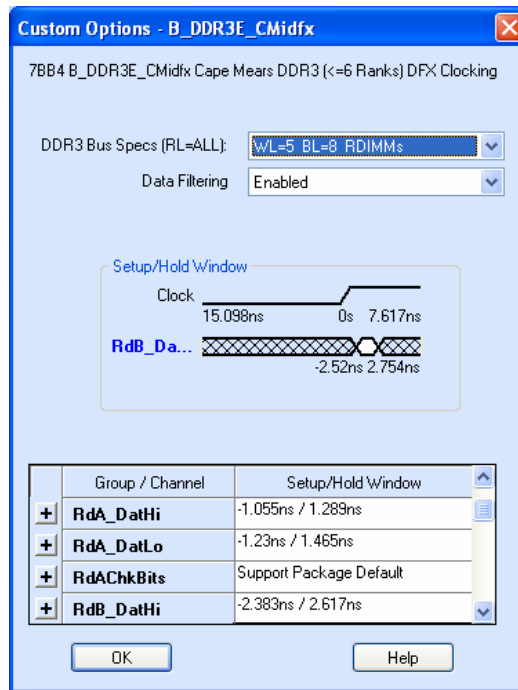 Custom Options - B_DDR3E_CMidfx
7BB4 B_DDR3E_CMidfx Cape Mears DDR3 (<=6 Ranks) DFX Clocking
DDR3 Bus Specs (RL=ALL): WL=5 BL=8 RDIMMs
Data Filtering Enabled
Setup/Hold Window
Clock
15.098ns 0s 7.617ns
RdB_Da...
-2.52ns 2.754ns
Group / Channel Setup/Hold Window
+ RdA_DatHi -1.055ns / 1.289ns
+ RdA_DatLo -1.23ns / 1.465ns
+ RdAChkBits Support Package Default
+ RdB_DatHi -2.383ns / 2.617ns
OK Help